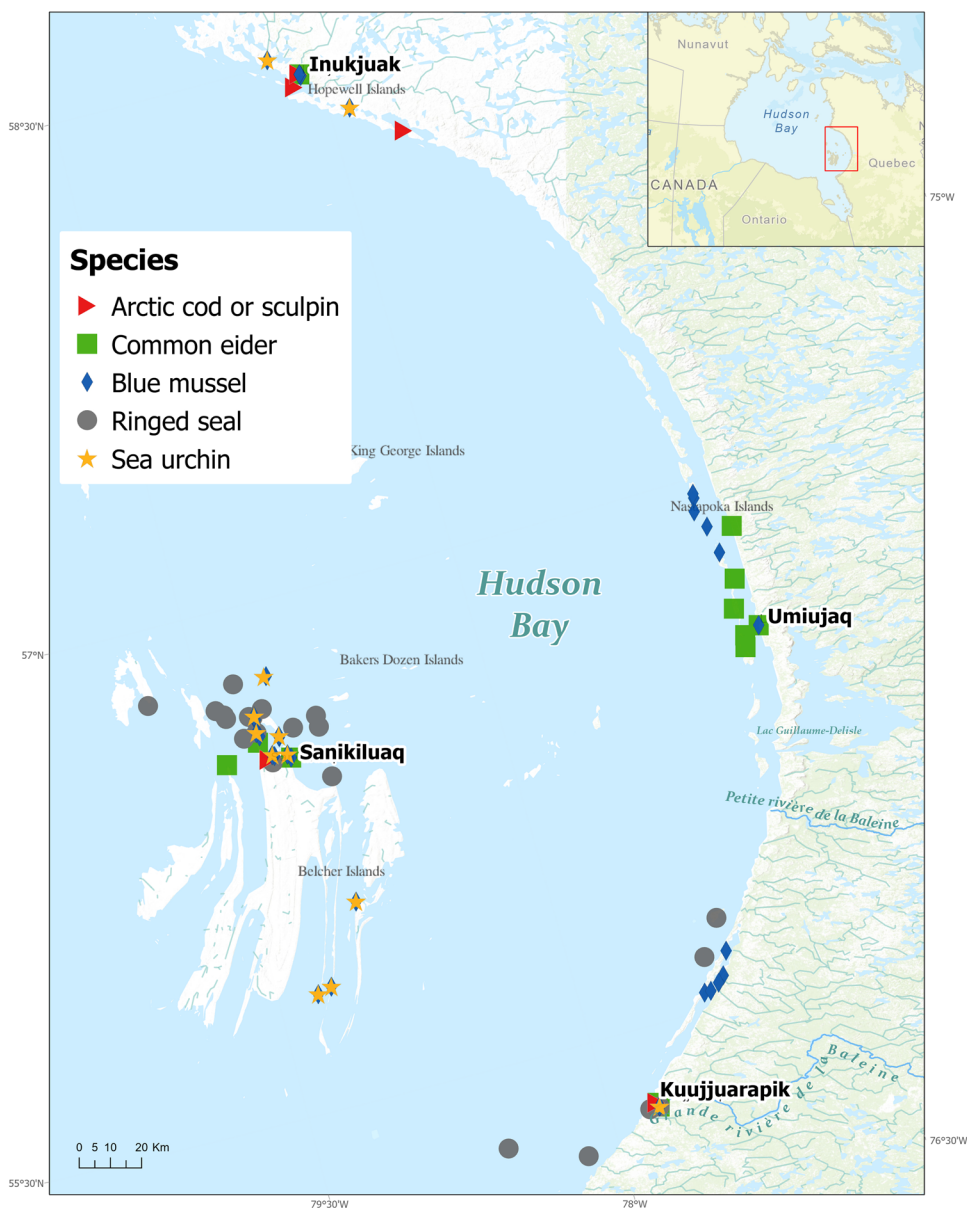 Nunavut
Hudson
Bay
N
Quebec
CANADA
Ontario
Inukjuak
Hopewell Islands
58°30'N
75°W
Species
Arctic cod or sculpin
Common eider
Blue mussel
Ringed seal
Sea urchin
King George Islands
Nastapoka Islands
Hudson
Bay
Umiujaq
57°N
Bakers Dozen Islands
Lac Guillaume-Delisle
Sanikiluaq
Petite rivière de la Baleine
Belcher Islands
Kuujjuarapik
Grande rivière de la Baleine
0 5 10 20 Km
76°30'W
55°30'N
79°30'W
78°W